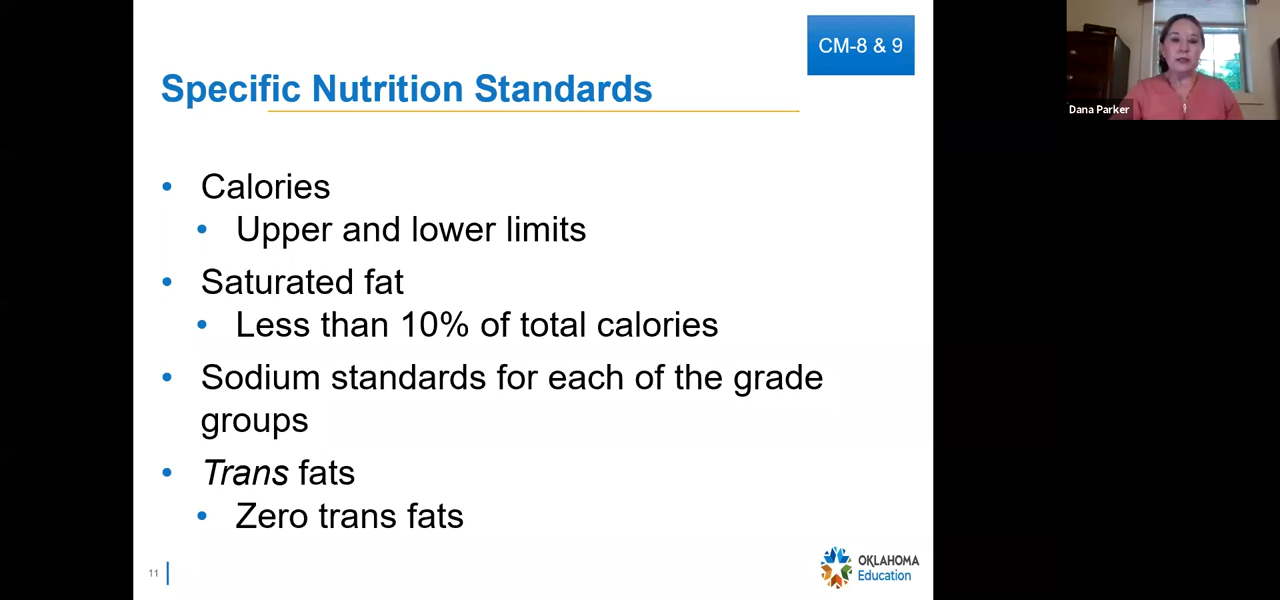 CM-8 & 9
Specific Nutrition Standards
Dana Parker
• Calories
• Upper and lower limits
• Saturated fat
• Less than 10% of total calories
• Sodium standards for each of the grade
groups
• Trans fats
• Zero trans fats
11
OKLAHOMA
Education